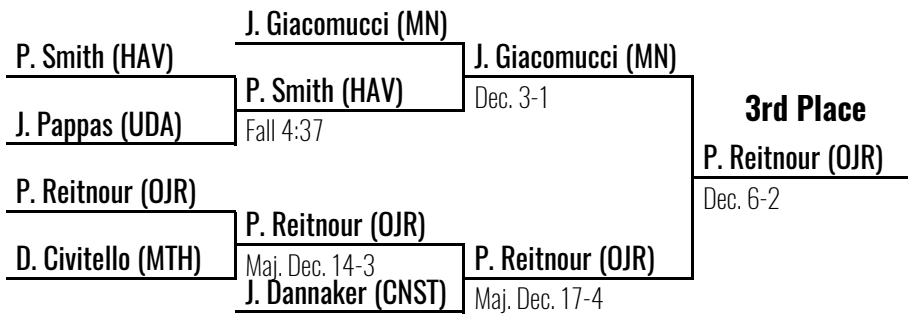 J. Giacomucci (MN)
P. Smith (HAV)
J. Giacomucci (MN)
P. Smith (HAV)
Dec. 3-1
3rd Place
J. Pappas (UDA)
Fall 4:37
P. Reitnour (OJR)
P. Reitnour (OJR)
Dec. 6-2
P. Reitnour (OJR)
D. Civitello (MTH)
Maj. Dec. 14-3
P. Reitnour (OJR)
J. Dannaker (CNST)
Maj. Dec. 17-4